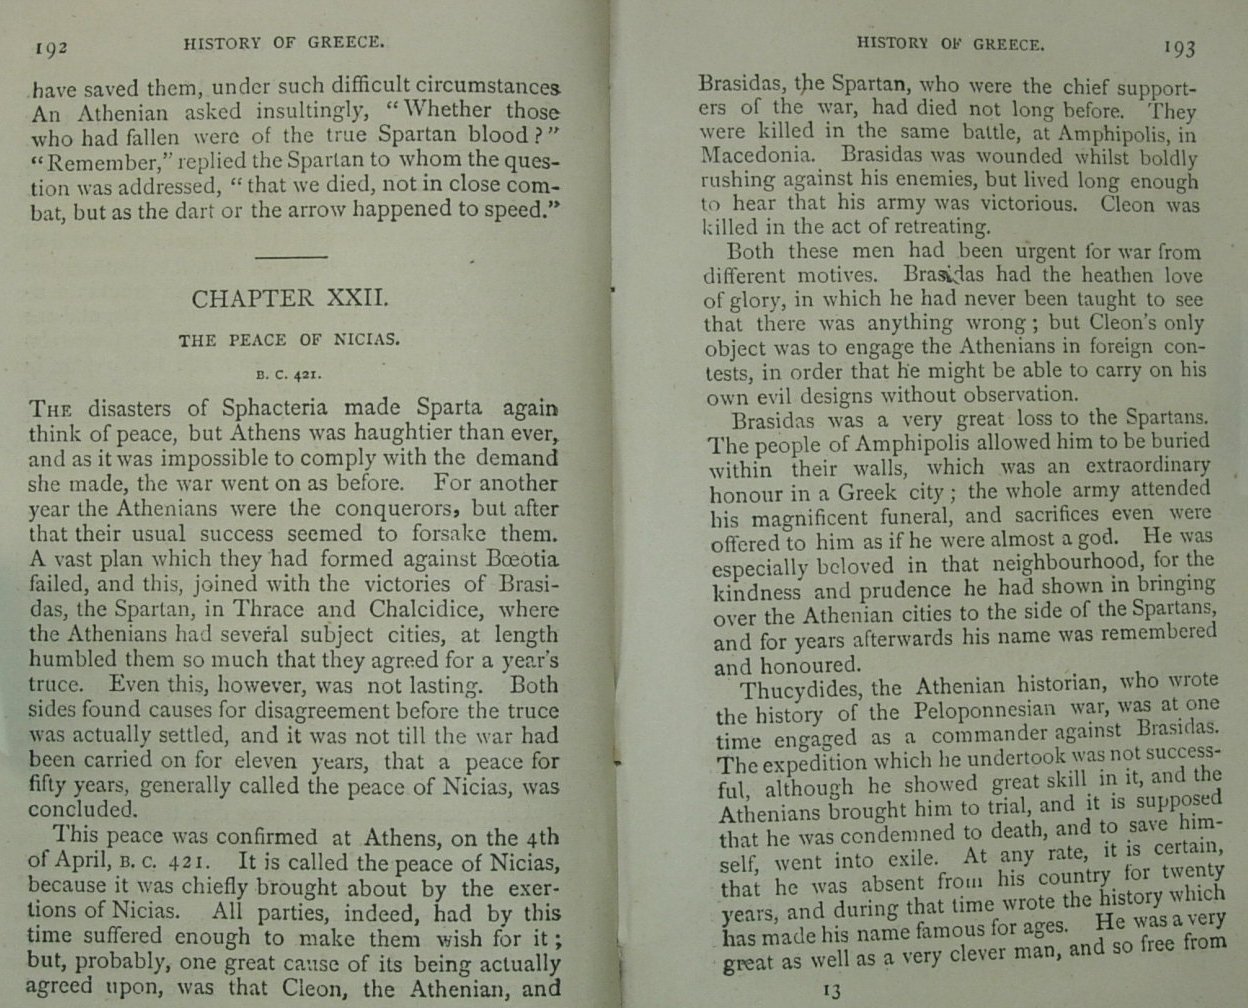 192
HISTORY OF GREECE.
have saved them, under such difficult circumstances
An Athenian asked insultingly, “Whether those
who had fallen were of the true Spartan blood?”
“Remember,” replied the Spartan to whom the ques-
tion was addressed, “that we died, not in close com-
bat, but as the dart or the arrow happened to speed.”
CHAPTER XXII.
THE PEACE OF NICIAS.
B. C. 421.
THE disasters of Sphacteria made Sparta again
think of peace, but Athens was haughtier than ever,
and as it was impossible to comply with the demand
she made, the war went on as before. For another
year the Athenians were the conquerors, but after
that their usual success seemed to forsake them.
A vast plan which they had formed against Bœotia
failed, and this, joined with the victories of Brasi-
das, the Spartan, in Thrace and Chalcidice, where
the Athenians had several subject cities, at length
humbled them so much that they agreed for a year's
truce. Even this, however, was not lasting. Both
sides found causes for disagreement before the truce
was actually settled, and it was not till the war had
been carried on for eleven years, that a peace for
fifty years, generally called the peace of Nicias, was
concluded.
This peace was confirmed at Athens, on the 4th
of April, B. C. 421. It is called the peace of Nicias,
because it was chiefly brought about by the exer-
tions of Nicias. All parties, indeed, had by this
time suffered enough to make them wish for it;
but, probably, one great cause of its being actually
agreed upon, was that Cleon, the Athenian, and
HISTORY OF GREECE.
193
Brasidas, the Spartan, who were the chief support-
ers of the war, had died not long before. They
were killed in the same battle, at Amphipolis, in
Macedonia. Brasidas was wounded whilst boldly
rushing against his enemies, but lived long enough
to hear that his army was victorious. Cleon was
killed in the act of retreating.
Both these men had been urgent for war from
different motives. Brasidas had the heathen love
of glory, in which he had never been taught to see
that there was anything wrong; but Cleon's only
object was to engage the Athenians in foreign con-
tests, in order that he might be able to carry on his
own evil designs without observation.
Brasidas was a very great loss to the Spartans.
The people of Amphipolis allowed him to be buried
within their walls, which was an extraordinary
honour in a Greek city; the whole army attended
his magnificent funeral, and sacrifices even were
offered to him as if he were almost a god. He was
especially beloved in that neighbourhood, for the
kindness and prudence he had shown in bringing
over the Athenian cities to the side of the Spartans,
and for years afterwards his name was remembered
and honoured.
Thucydides, the Athenian historian, who wrote
the history of the Peloponnesian war, was at one
time engaged as a commander against Brasidas.
The expedition which he undertook was not success-
ful, although he showed great skill in it, and the
Athenians brought him to trial, and it is supposed
that he was condemned to death, and to save him-
self, went into exile. At any rate, it is certain,
that he was absent from his country for twenty
years, and during that time wrote the history which
has made his name famous for ages. He was a very
great as well as a very clever man, and so free from
13